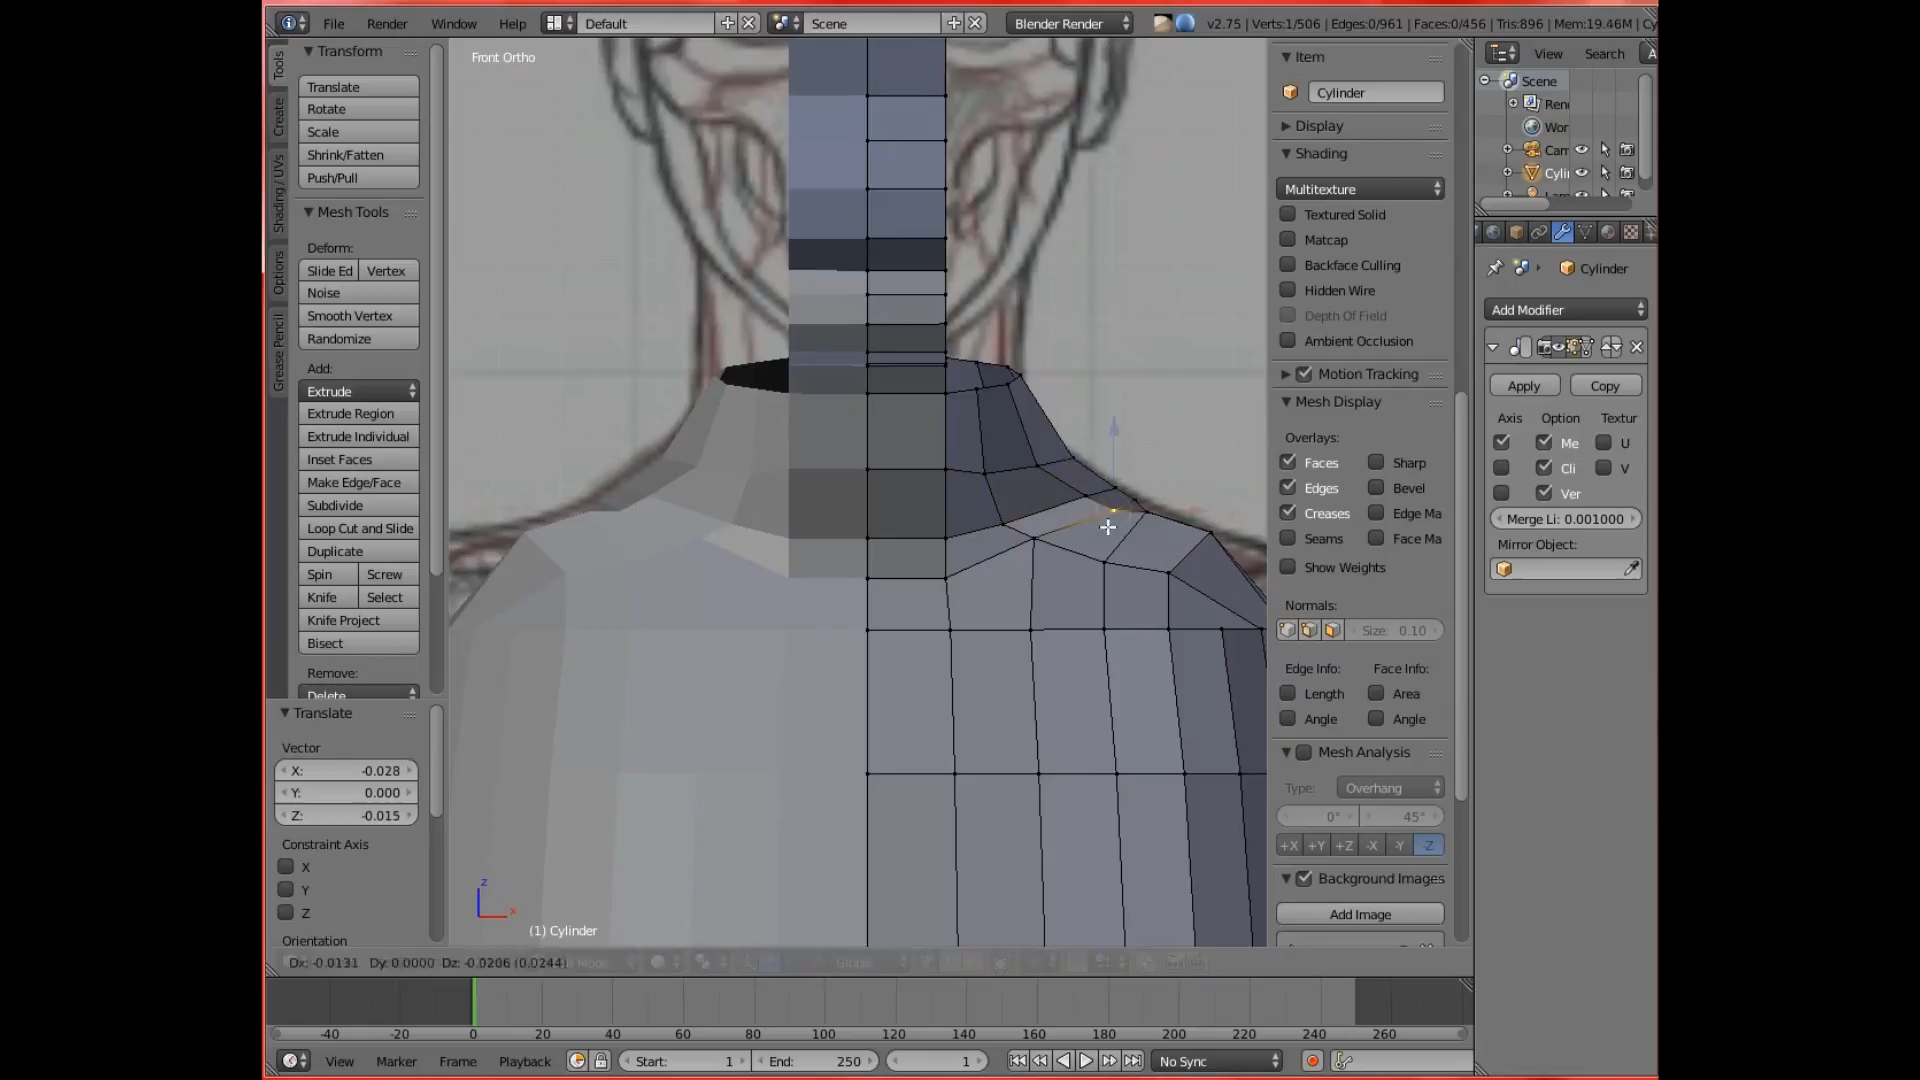 File Render Window Help Default Scene Blender Render v2.75 | Verts:1/506 | Edges:0/961 | Faces:0/456 | Tris:896 | Mem:19.46M | Cy
Tools
Create
Shading / UVs
Options
Grease Pencil
Transform
Translate
Rotate
Scale
Shrink/Fatten
Push/Pull
Mesh Tools
Deform:
Slide Ed Vertex
Noise
Smooth Vertex
Randomize
Add:
Extrude
Extrude Region
Extrude Individual
Inset Faces
Make Edge/Face
Subdivide
Loop Cut and Slide
Duplicate
Spin Screw
Knife Select
Knife Project
Bisect
Remove:
Delete
Translate
Vector
X: -0.028
Y: 0.000
Z: -0.015
Constraint Axis
X
Y
Z
Orientation
Front Ortho
z
x
(1) Cylinder
Dx: -0.0131 Dy: 0.0000 Dz: -0.0206 (0.0244)
Global
Item
Cylinder
Display
Shading
Multitexture
Textured Solid
Matcap
Backface Culling
Hidden Wire
Depth Of Field
Ambient Occlusion
Motion Tracking
Mesh Display
Overlays:
Faces Sharp
Edges Bevel
Creases Edge Ma
Seams Face Ma
Show Weights
Normals:
Size: 0.10
Edge Info: Face Info:
Length Area
Angle Angle
Mesh Analysis
Type: Overhang
0° 45°
+X +Y +Z -X -Y -Z
Background Images
Add Image
View Search A
Scene
Ren
Wor
Cam
Cyli
Lam
Cylinder
Add Modifier
Apply Copy
Axis Option Textur
Me U
Cli V
Ver
Merge Li: 0.001000
Mirror Object:
-40 -20 0 20 40 60 80 100 120 140 160 180 200 220 240 260
View Marker Frame Playback Start: 1 End: 250 1 No Sync